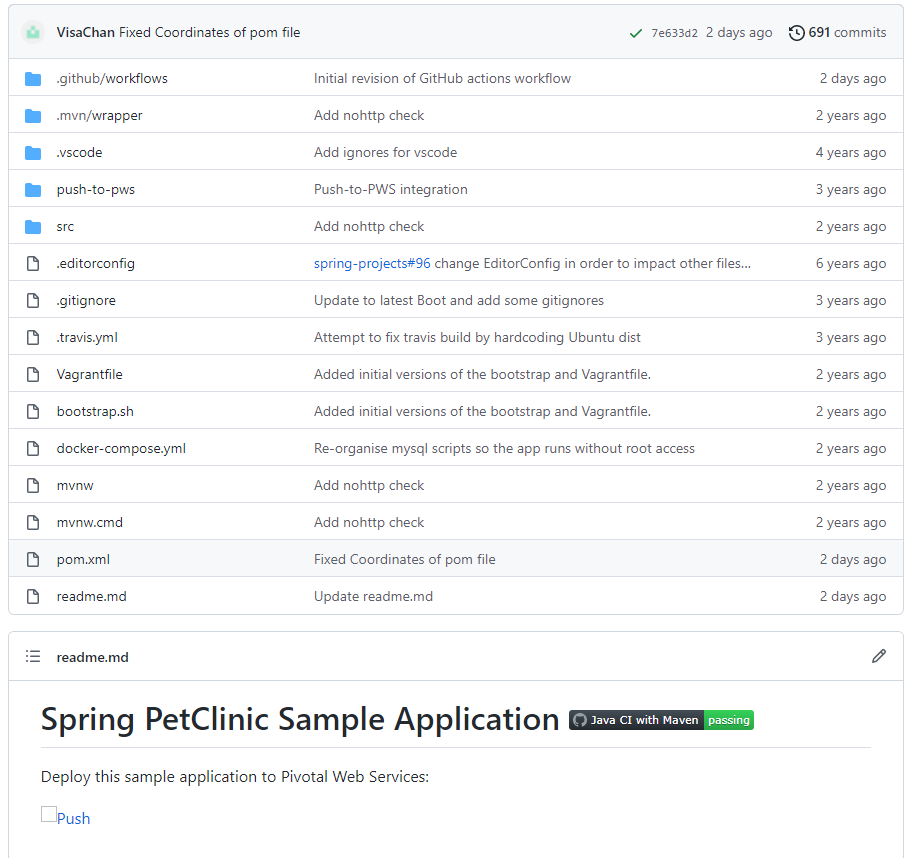 VisaChan Fixed Coordinates of pom file 7e633d2 2 days ago 691 commits
.github/workflows Initial revision of GitHub actions workflow 2 days ago
.mvn/wrapper Add nohttp check 2 years ago
.vscode Add ignores for vscode 4 years ago
push-to-pws Push-to-PWS integration 3 years ago
src Add nohttp check 2 years ago
.editorconfig spring-projects#96 change EditorConfig in order to impact other files... 6 years ago
.gitignore Update to latest Boot and add some gitignores 3 years ago
.travis.yml Attempt to fix travis build by hardcoding Ubuntu dist 3 years ago
Vagrantfile Added initial versions of the bootstrap and Vagrantfile. 2 years ago
bootstrap.sh Added initial versions of the bootstrap and Vagrantfile. 2 years ago
docker-compose.yml Re-organise mysql scripts so the app runs without root access 2 years ago
mvnw Add nohttp check 2 years ago
mvnw.cmd Add nohttp check 2 years ago
pom.xml Fixed Coordinates of pom file 2 days ago
readme.md Update readme.md 2 days ago
readme.md
Spring PetClinic Sample Application Java CI with Maven passing
Deploy this sample application to Pivotal Web Services:
Push